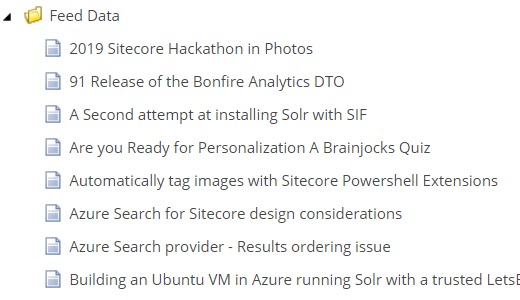 Feed Data
2019 Sitecore Hackathon in Photos
91 Release of the Bonfire Analytics DTO
A Second attempt at installing Solr with SIF
Are you Ready for Personalization A Brainjocks Quiz
Automatically tag images with Sitecore Powershell Extensions
Azure Search for Sitecore design considerations
Azure Search provider - Results ordering issue
Building an Ubuntu VM in Azure running Solr with a trusted